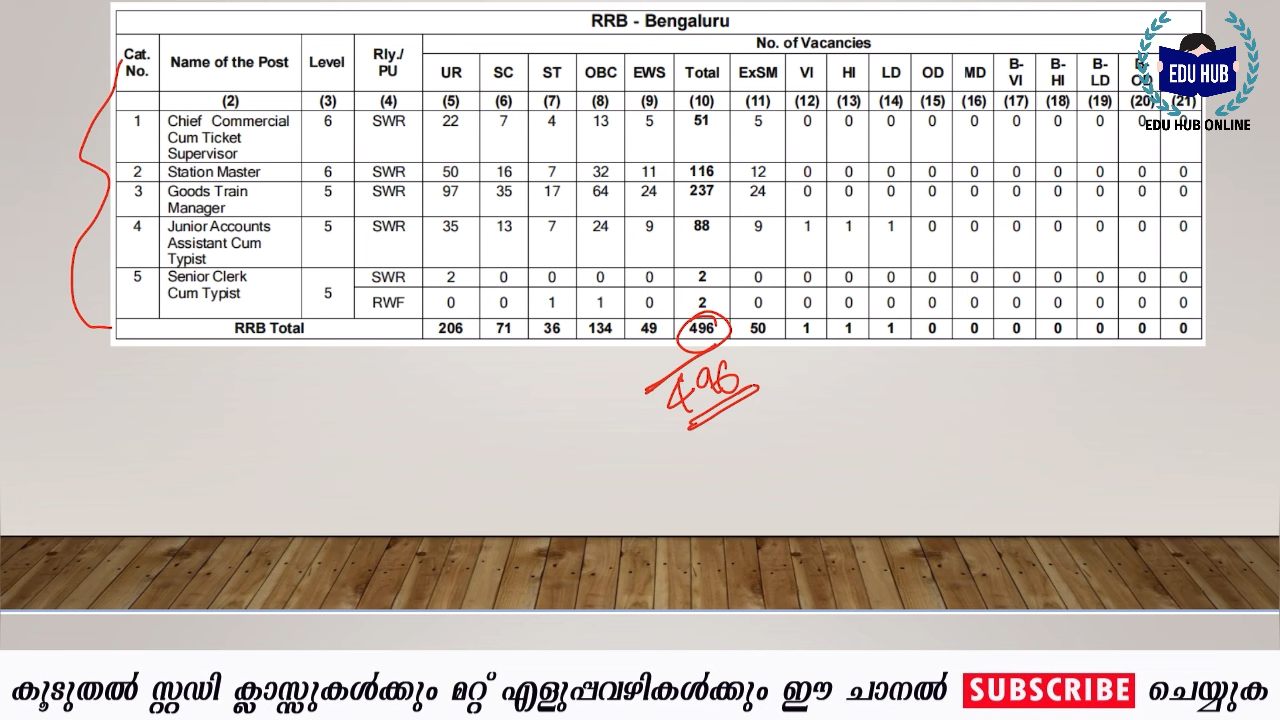 RRB - Bengaluru
Cat. No. Name of the Post Level Rly./ PU No. of Vacancies
UR SC ST OBC EWS Total ExSM VI HI LD OD MD B-VI B-HI B-LD
(2) (3) (4) (5) (6) (7) (8) (9) (10) (11) (12) (13) (14) (15) (16) (17) (18) (19) (20) (21)
1 Chief Commercial Cum Ticket Supervisor 6 SWR 22 7 4 13 5 51 5 0 0 0 0 0 0 0 0 0 0
2 Station Master 6 SWR 50 16 7 32 11 116 12 0 0 0 0 0 0 0 0 0 0
3 Goods Train Manager 5 SWR 97 35 17 64 24 237 24 0 0 0 0 0 0 0 0 0 0
4 Junior Accounts Assistant Cum Typist 5 SWR 35 13 7 24 9 88 9 1 1 1 0 0 0 0 0 0 0
5 Senior Clerk Cum Typist 5 SWR 2 0 0 0 0 2 0 0 0 0 0 0 0 0 0 0 0
RWF 0 0 1 1 0 2 0 0 0 0 0 0 0 0 0 0 0
RRB Total 206 71 36 134 49 496 50 1 1 1 0 0 0 0 0 0 0
496
EDU HUB
EDU HUB ONLINE
കൂടുതൽ സ്റ്റഡി ക്ലാസ്സുകൾക്കും മറ്റ് എളുപ്പവഴികൾക്കും ഈ ചാനൽ SUBSCRIBE ചെയ്യുക